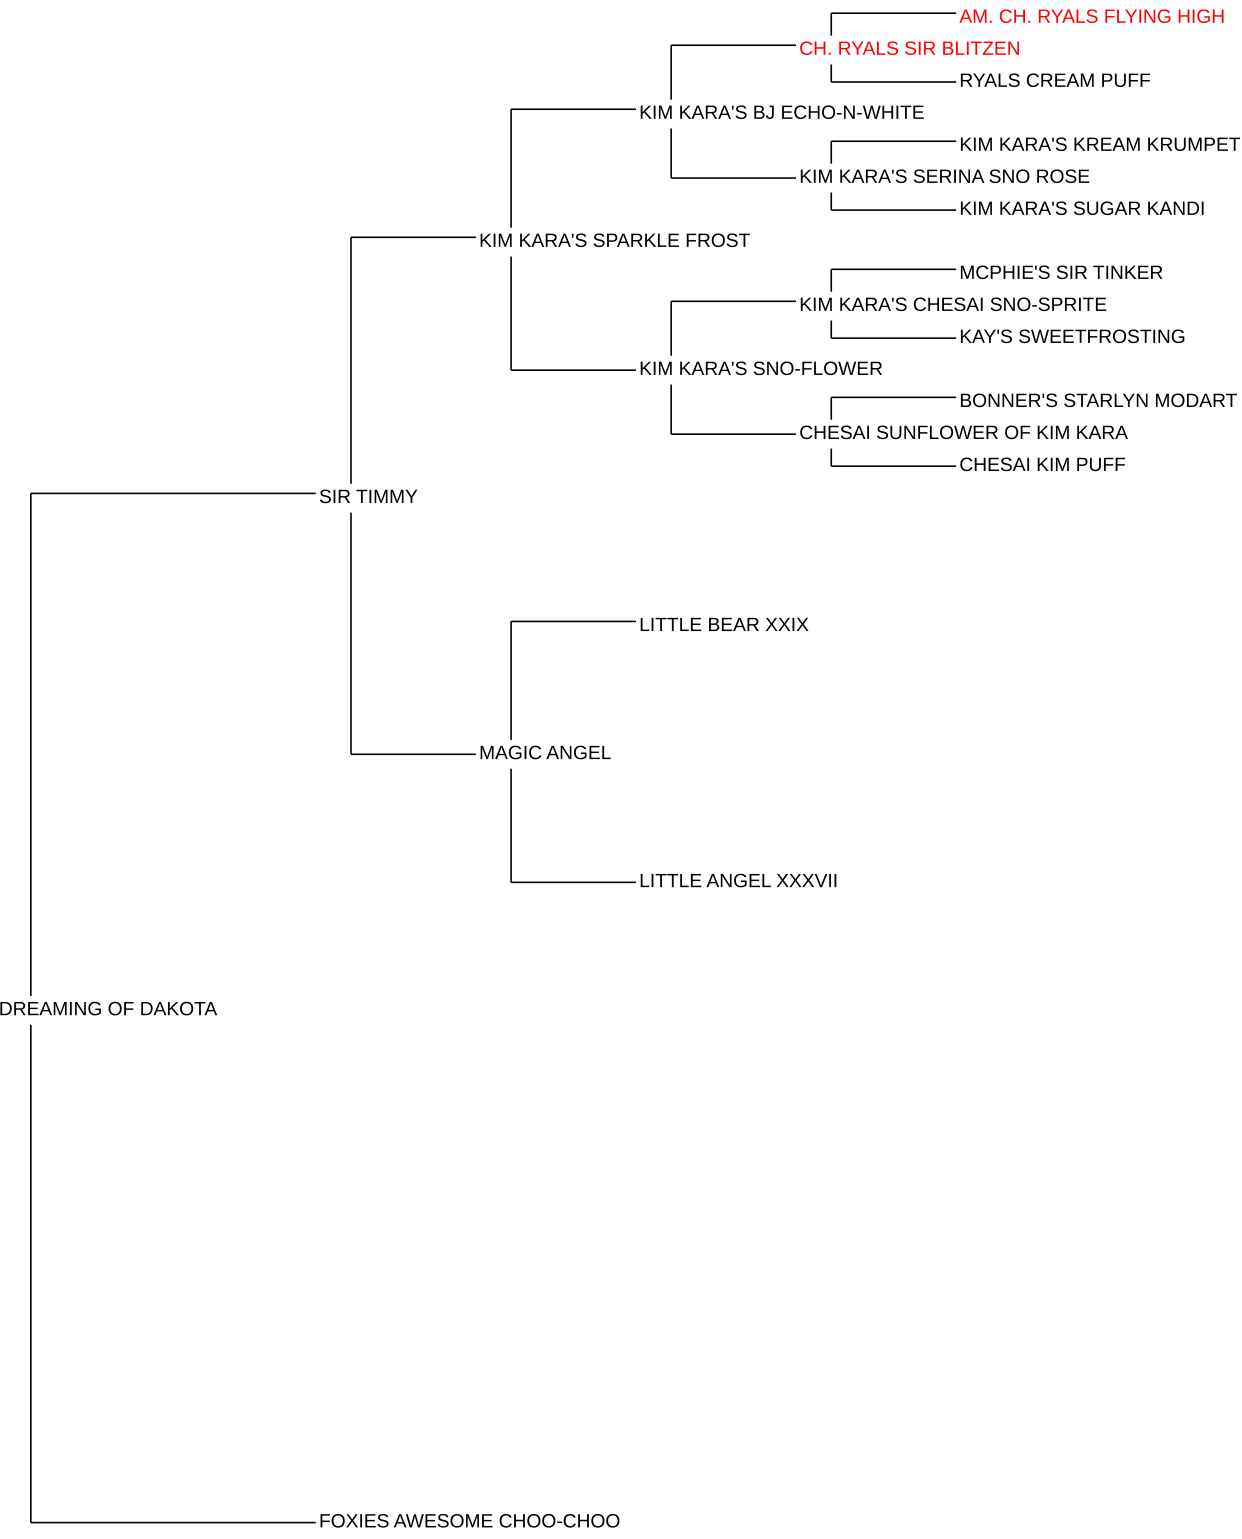 AM. CH. RYALS FLYING HIGH
CH. RYALS SIR BLITZEN
RYALS CREAM PUFF
KIM KARA'S BJ ECHO-N-WHITE
KIM KARA'S KREAM KRUMPET
KIM KARA'S SERINA SNO ROSE
KIM KARA'S SUGAR KANDI
KIM KARA'S SPARKLE FROST
MCPHIE'S SIR TINKER
KIM KARA'S CHESAI SNO-SPRITE
KAY'S SWEETFROSTING
KIM KARA'S SNO-FLOWER
BONNER'S STARLYN MODART
CHESAI SUNFLOWER OF KIM KARA
CHESAI KIM PUFF
SIR TIMMY
LITTLE BEAR XXIX
MAGIC ANGEL
LITTLE ANGEL XXXVII
DREAMING OF DAKOTA
FOXIES AWESOME CHOO-CHOO